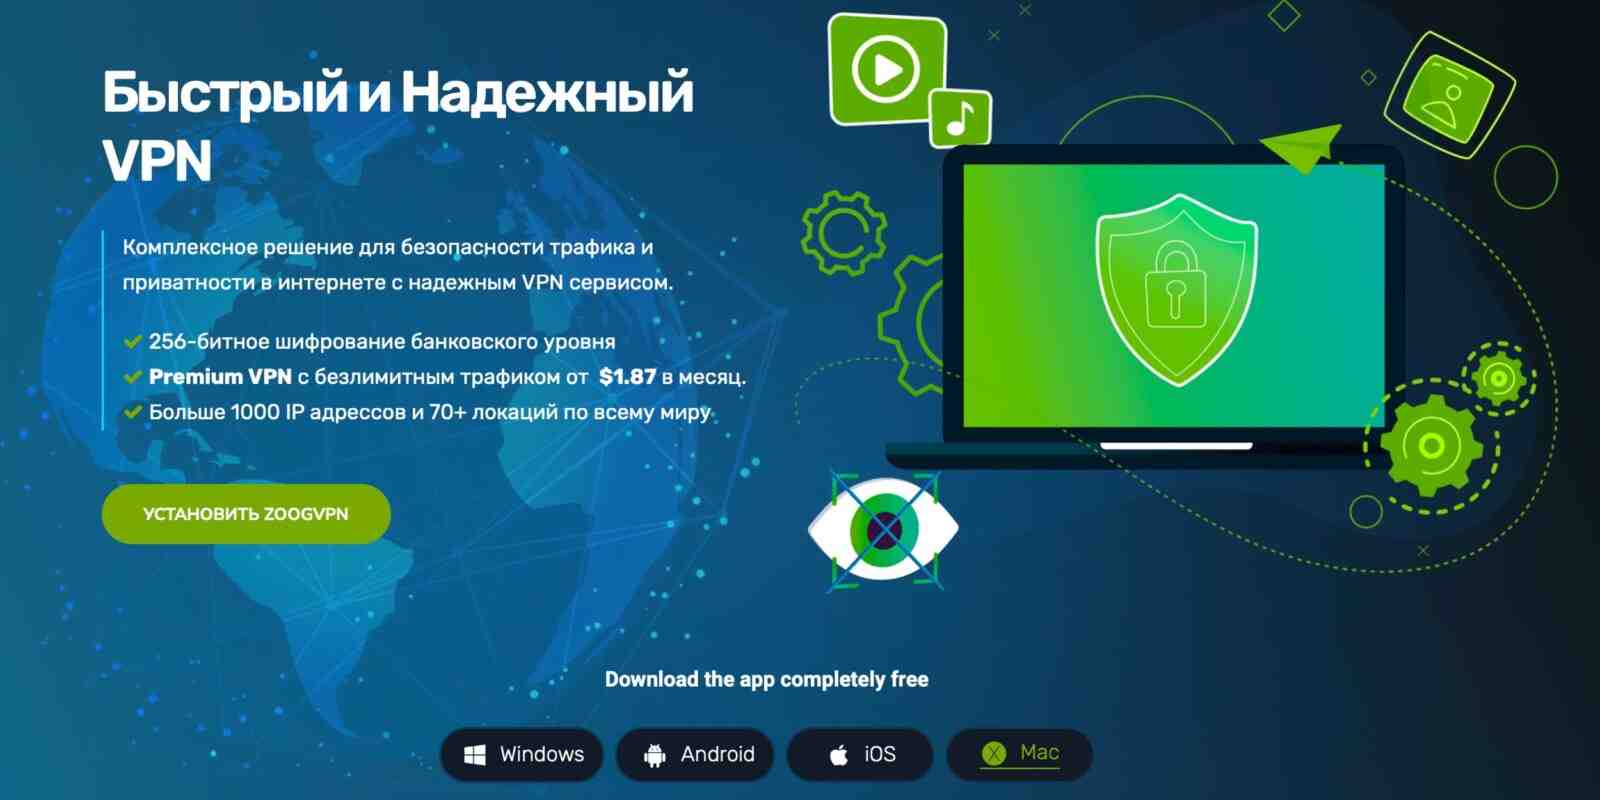 Быстрый и Надежный
VPN
Комплексное решение для безопасности трафика и
приватности в интернете с надежным VPN сервисом.
256-битное шифрование банковского уровня
Premium VPN с безлимитным трафиком от $1.87 в месяц.
Больше 1000 IP адрессов и 70+ локаций по всему миру
УСТАНОВИТЬ ZOOGVPN
Download the app completely free
Windows
Android
iOS
X Mac